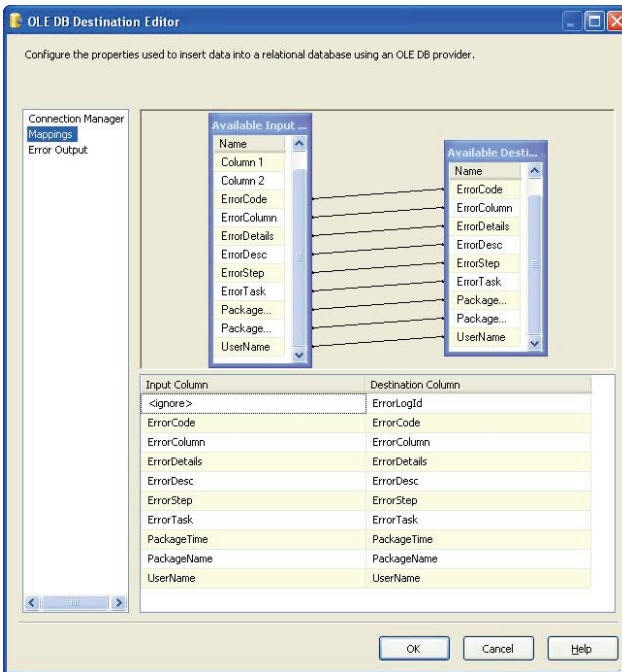 OLE DB Destination Editor
Configure the properties used to insert data into a relational database using an OLE DB provider.
Connection Manager
Mappings
Error Output
Available Input ...
Name
Column 1
Column 2
ErrorCode
ErrorColumn
ErrorDetails
ErrorDesc
ErrorStep
ErrorTask
Package...
Package...
UserName
Available Desti...
Name
ErrorCode
ErrorColumn
ErrorDetails
ErrorDesc
ErrorStep
ErrorTask
Package...
Package...
UserName
Input Column Destination Column
<ignore> ErrorLogId
ErrorCode ErrorCode
ErrorColumn ErrorColumn
ErrorDetails ErrorDetails
ErrorDesc ErrorDesc
ErrorStep ErrorStep
ErrorTask ErrorTask
PackageTime PackageTime
PackageName PackageName
UserName UserName
OK Cancel Help